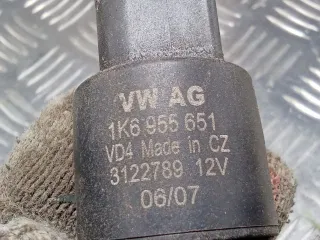 VW AG
1K6 955 651
VD4 Made in CZ
3122789 12V
06/07